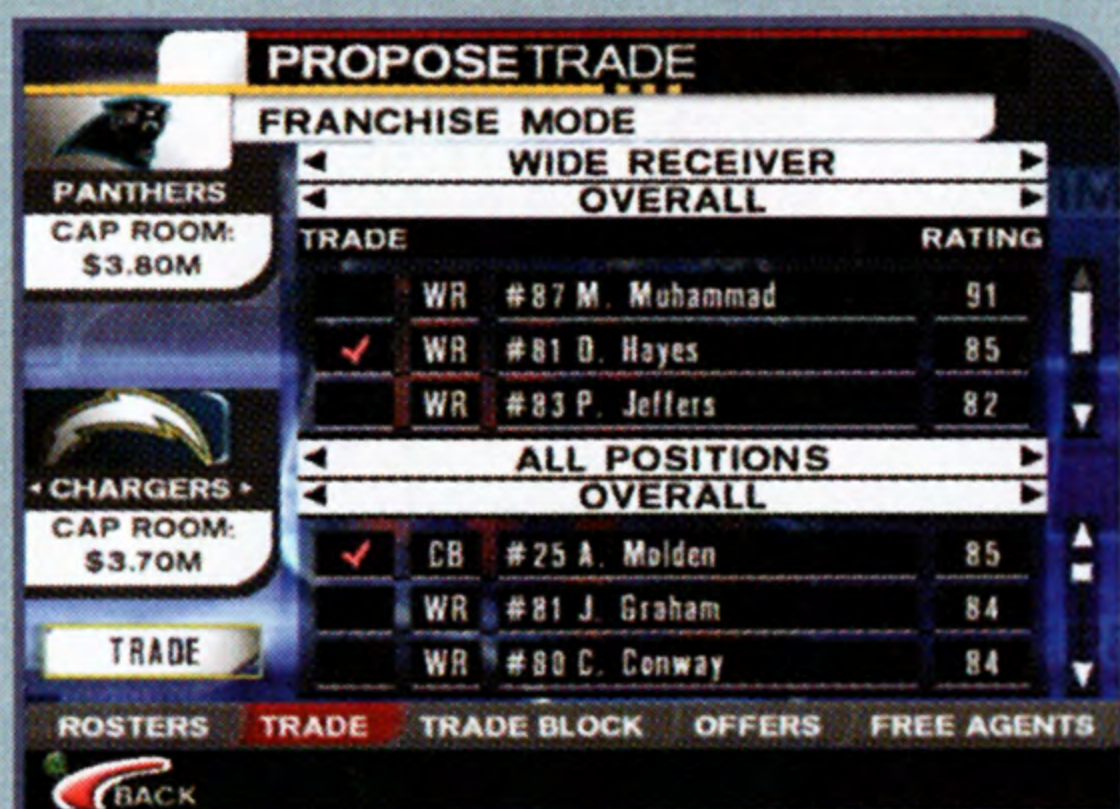 PROPOSETRADE
FRANCHISE MODE
PANTHERS
CAP ROOM:
$3.80M
WIDE RECEIVER
OVERALL
TRADE RATING
WR #87 M. Muhammad 91
WR #81 D. Hayes 85
WR #83 P. Jeffers 82
CHARGERS
CAP ROOM:
$3.70M
ALL POSITIONS
OVERALL
CB #25 A. Molden 85
WR #81 J. Graham 84
WR #80 C. Conway 84
TRADE
ROSTERS TRADE TRADE BLOCK OFFERS FREE AGENTS
BACK